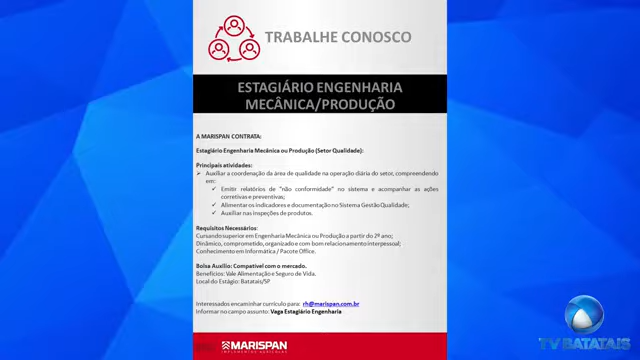 TRABALHE CONOSCO
ESTAGIÁRIO ENGENHARIA
MECÂNICA/PRODUÇÃO
A MARISPAN CONTRATA:
Estagiário Engenharia Mecânica ou Produção (Setor Qualidade):
Principais atividades:
➢ Auxiliar a coordenação da área de qualidade na operação diária do setor, compreendendo
em:
✓ Emitir relatórios de "não conformidade" no sistema e acompanhar as ações
corretivas e preventivas;
✓ Alimentar os indicadores e documentação no Sistema Gestão Qualidade;
✓ Auxiliar nas inspeções de produtos.
Requisitos Necessários:
Cursando superior em Engenharia Mecânica ou Produção a partir do 2º ano;
Dinâmico, comprometido, organizado e com bom relacionamento interpessoal;
Conhecimento em Informática / Pacote Office.
Bolsa Auxílio: Compatível com o mercado.
Benefícios: Vale Alimentação e Seguro de Vida.
Local do Estágio: Batatais/SP
Interessados encaminhar currículo para: rh@marispan.com.br
Informar no campo assunto: Vaga Estagiário Engenharia
MARISPAN
IMPLEMENTOS AGRÍCOLAS
TV BATATAIS